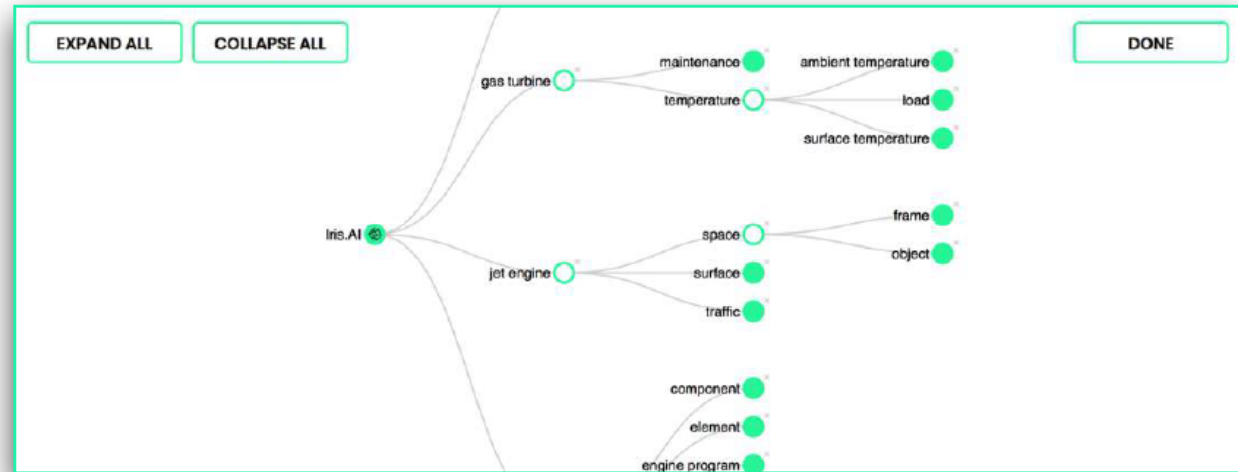 EXPAND ALL
COLLAPSE ALL
DONE
maintenance
ambient temperature
gas turbine
temperature
load
surface temperature
frame
Iris.AI
space
object
jet engine
surface
traffic
component
element
engine program